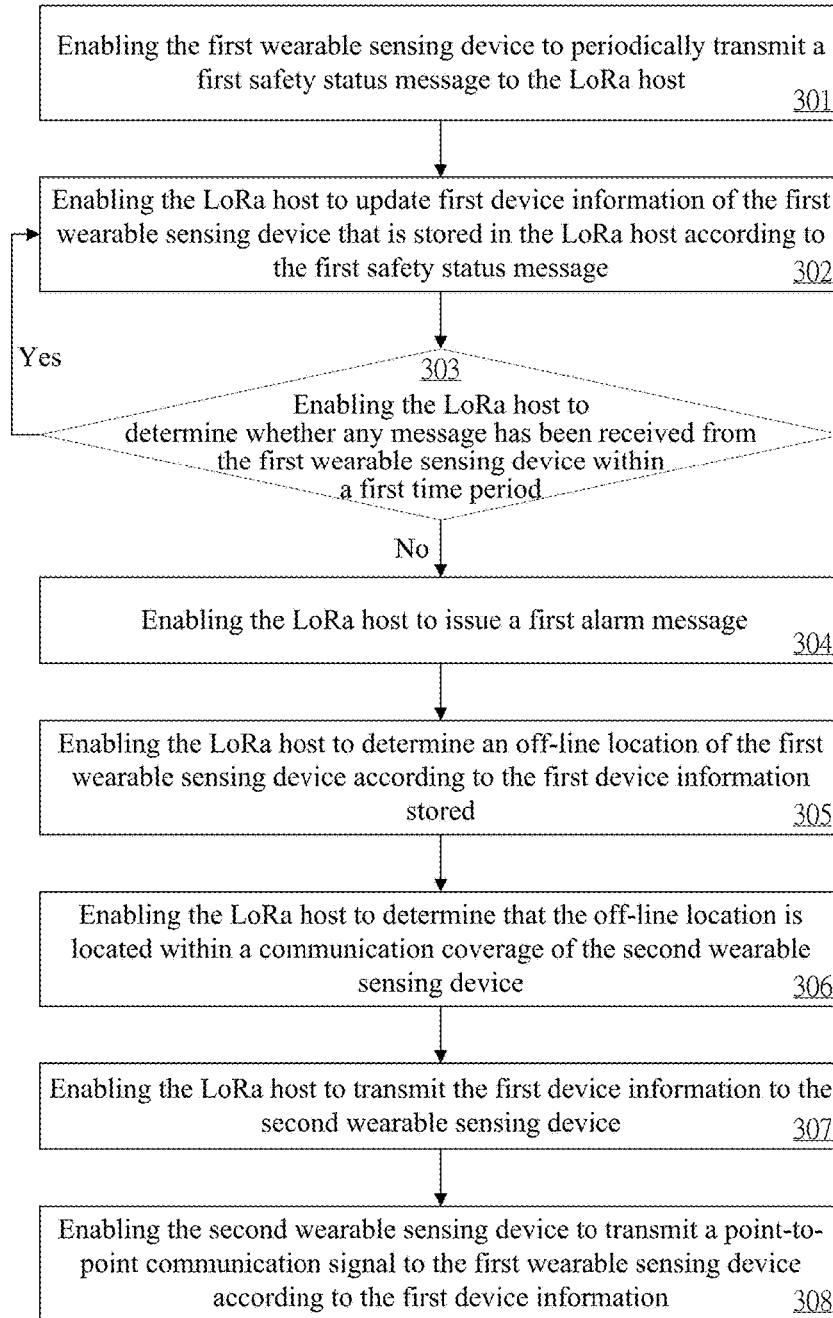 Enabling the first wearable sensing device to periodically transmit a
first safety status message to the LoRa host
301
Enabling the LoRa host to update first device information of the first
wearable sensing device that is stored in the LoRa host according to
the first safety status message
302
Yes
303
Enabling the LoRa host to
determine whether any message has been received from
the first wearable sensing device within
a first time period
No
Enabling the LoRa host to issue a first alarm message
304
Enabling the LoRa host to determine an off-line location of the first
wearable sensing device according to the first device information
stored
305
Enabling the LoRa host to determine that the off-line location is
located within a communication coverage of the second wearable
sensing device
306
Enabling the LoRa host to transmit the first device information to the
second wearable sensing device
307
Enabling the second wearable sensing device to transmit a point-to-
point communication signal to the first wearable sensing device
according to the first device information
308